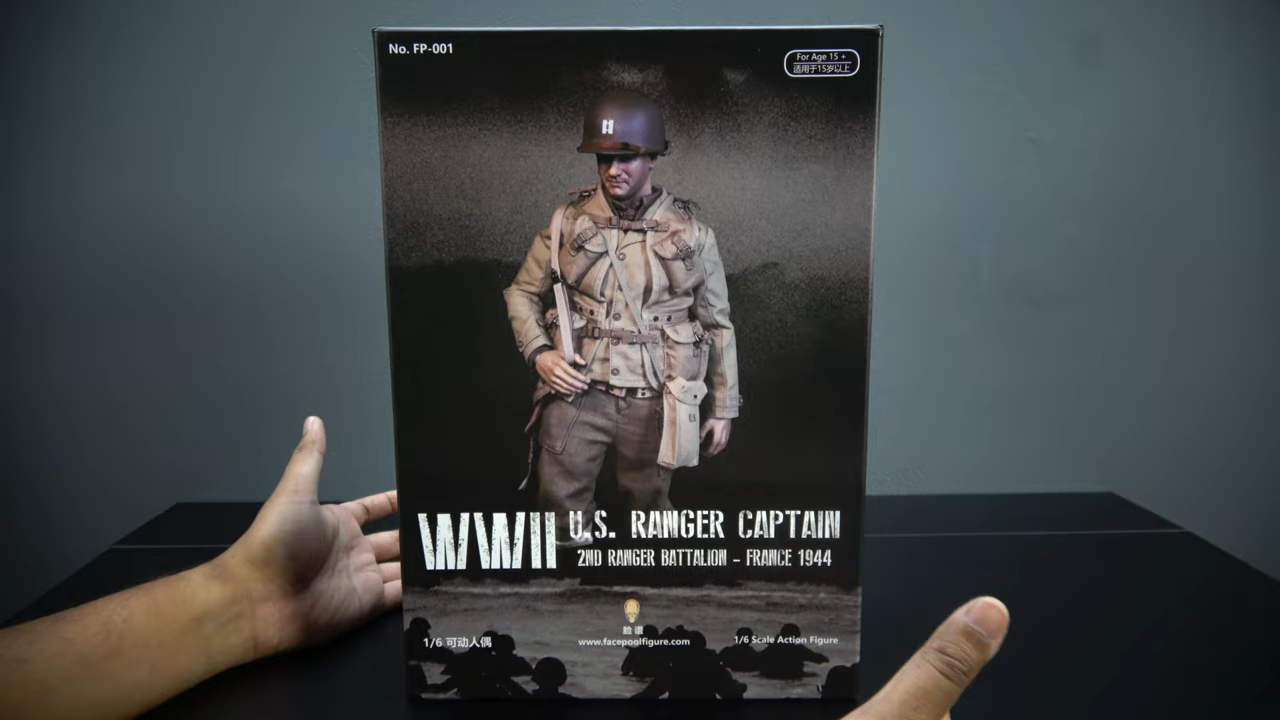 No. FP-001
For Age 15 +
适用于15岁以上
U.S.
WWII
U.S. RANGER CAPTAIN
2ND RANGER BATTALION - FRANCE 1944
脸谱
1/6 可动人偶
www.facepoolfigure.com
1/6 Scale Action Figure